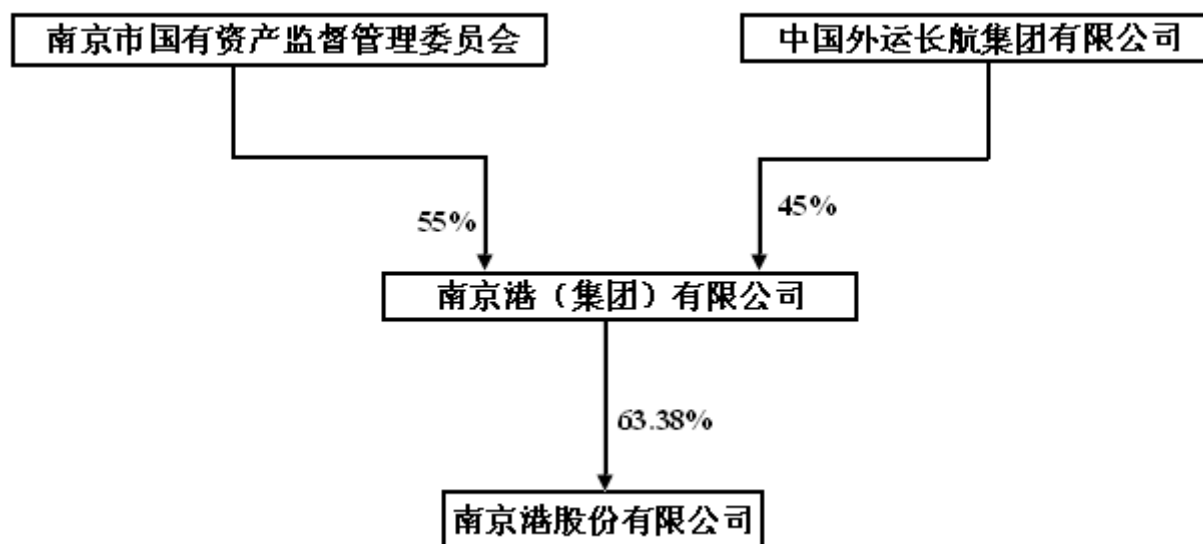 南京市国有资产监督管理委员会
中国外运长航集团有限公司
55%
45%
南京港（集团）有限公司
63.38%
南京港股份有限公司